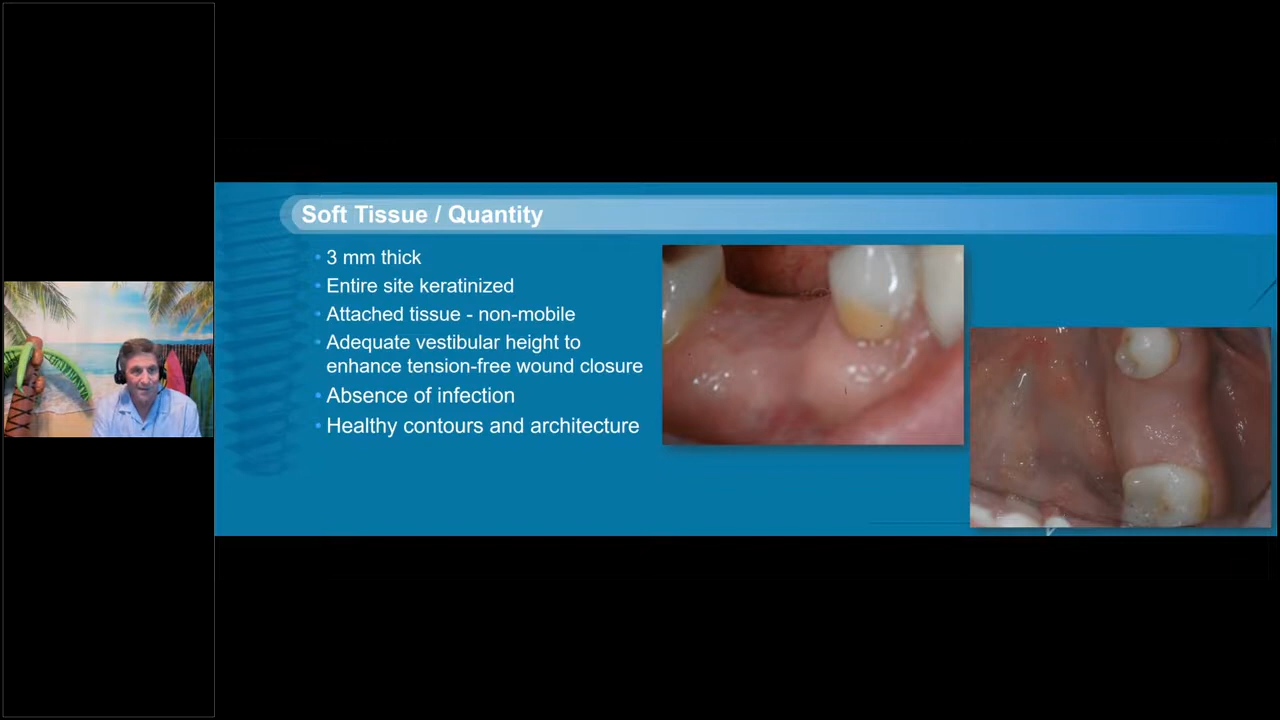 Soft Tissue / Quantity
3 mm thick
Entire site keratinized
Attached tissue - non-mobile
Adequate vestibular height to
enhance tension-free wound closure
Absence of infection
Healthy contours and architecture